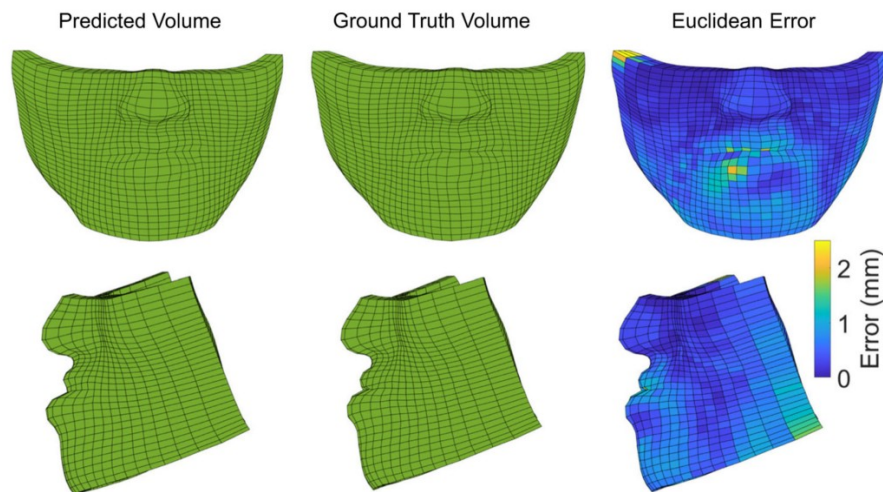 Predicted Volume
Ground Truth Volume
Euclidean Error
2
1
0
Error (mm)